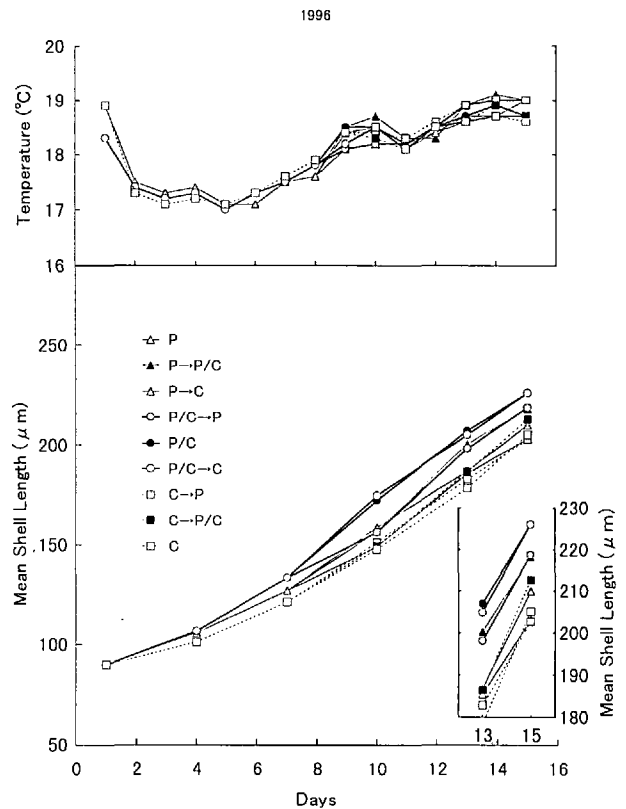 1996
20
19
18
17
16
Temperature (℃)
250
200
150
100
50
Mean Shell Length (μm)
P
P→P/C
P→C
P/C→P
P/C
P/C→C
C→P
C→P/C
C
230
220
210
200
190
180
Mean Shell Length (μm)
13 15
0 2 4 6 8 10 12 14 16
Days